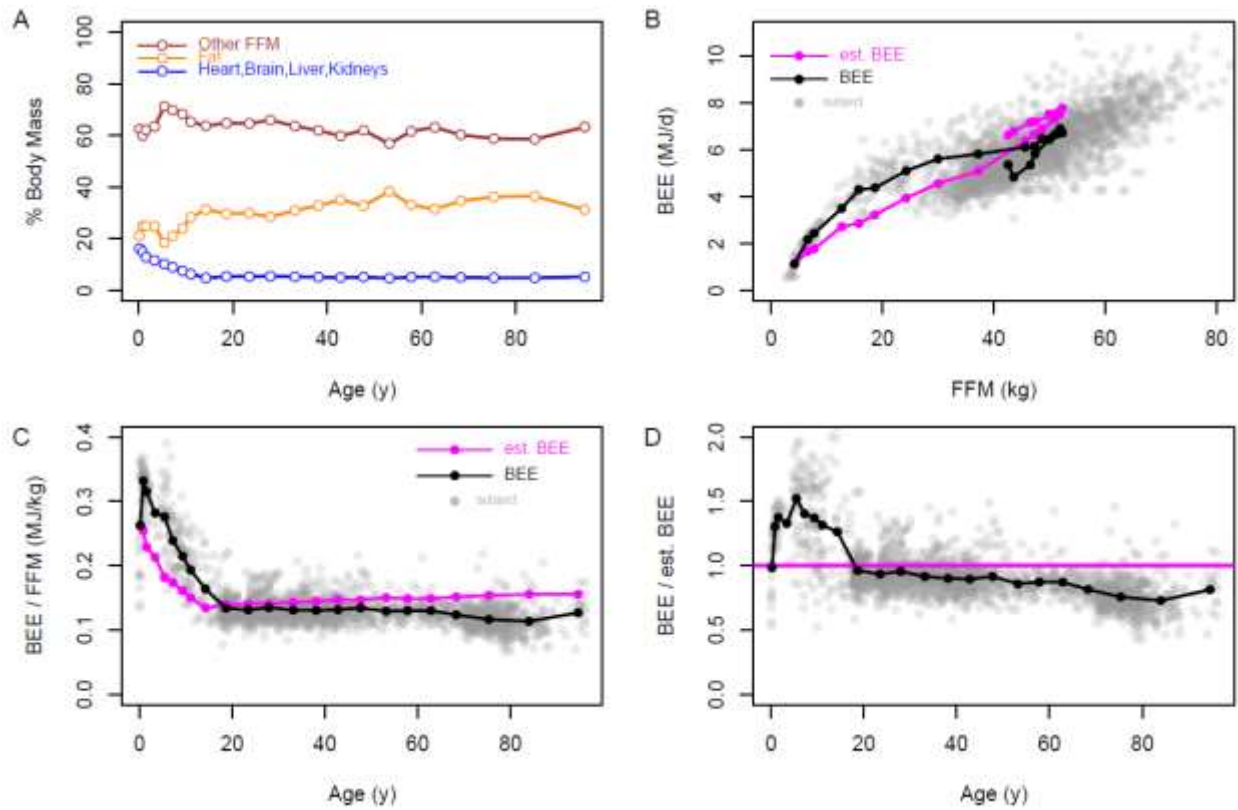 A
100
80
60
40
20
0
% Body Mass
Other FFM
Fat
Heart,Brain,Liver,Kidneys
0 20 40 60 80
Age (y)
B
10
8
6
4
2
0
BEE (MJ/d)
est. BEE
BEE
subject
0 20 40 60 80
FFM (kg)
C
0.4
0.3
0.2
0.1
0.0
BEE / FFM (MJ/kg)
est. BEE
BEE
subject
0 20 40 60 80
Age (y)
D
2.0
1.5
1.0
0.5
0.0
BEE / est. BEE
0 20 40 60 80
Age (y)